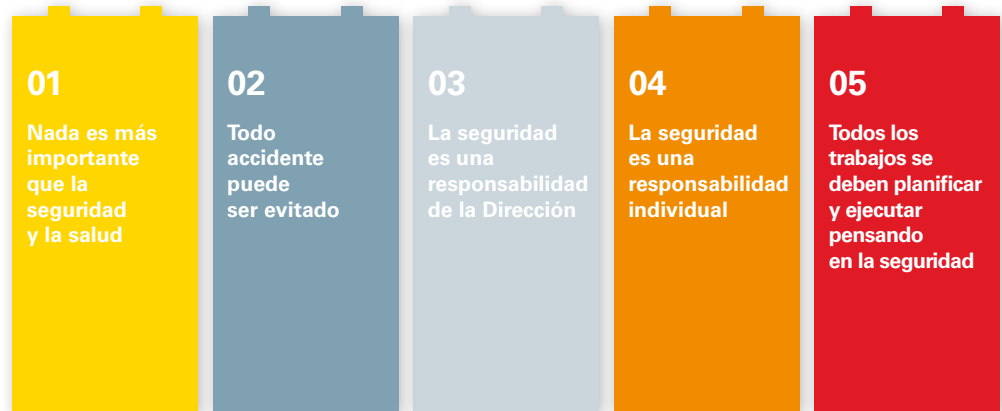 01
Nada es más
importante
que la
seguridad
y la salud
02
Todo
accidente
puede
ser evitado
03
La seguridad
es una
responsabilidad
de la Dirección
04
La seguridad
es una
responsabilidad
individual
05
Todos los
trabajos se
deben planificar
y ejecutar
pensando
en la seguridad